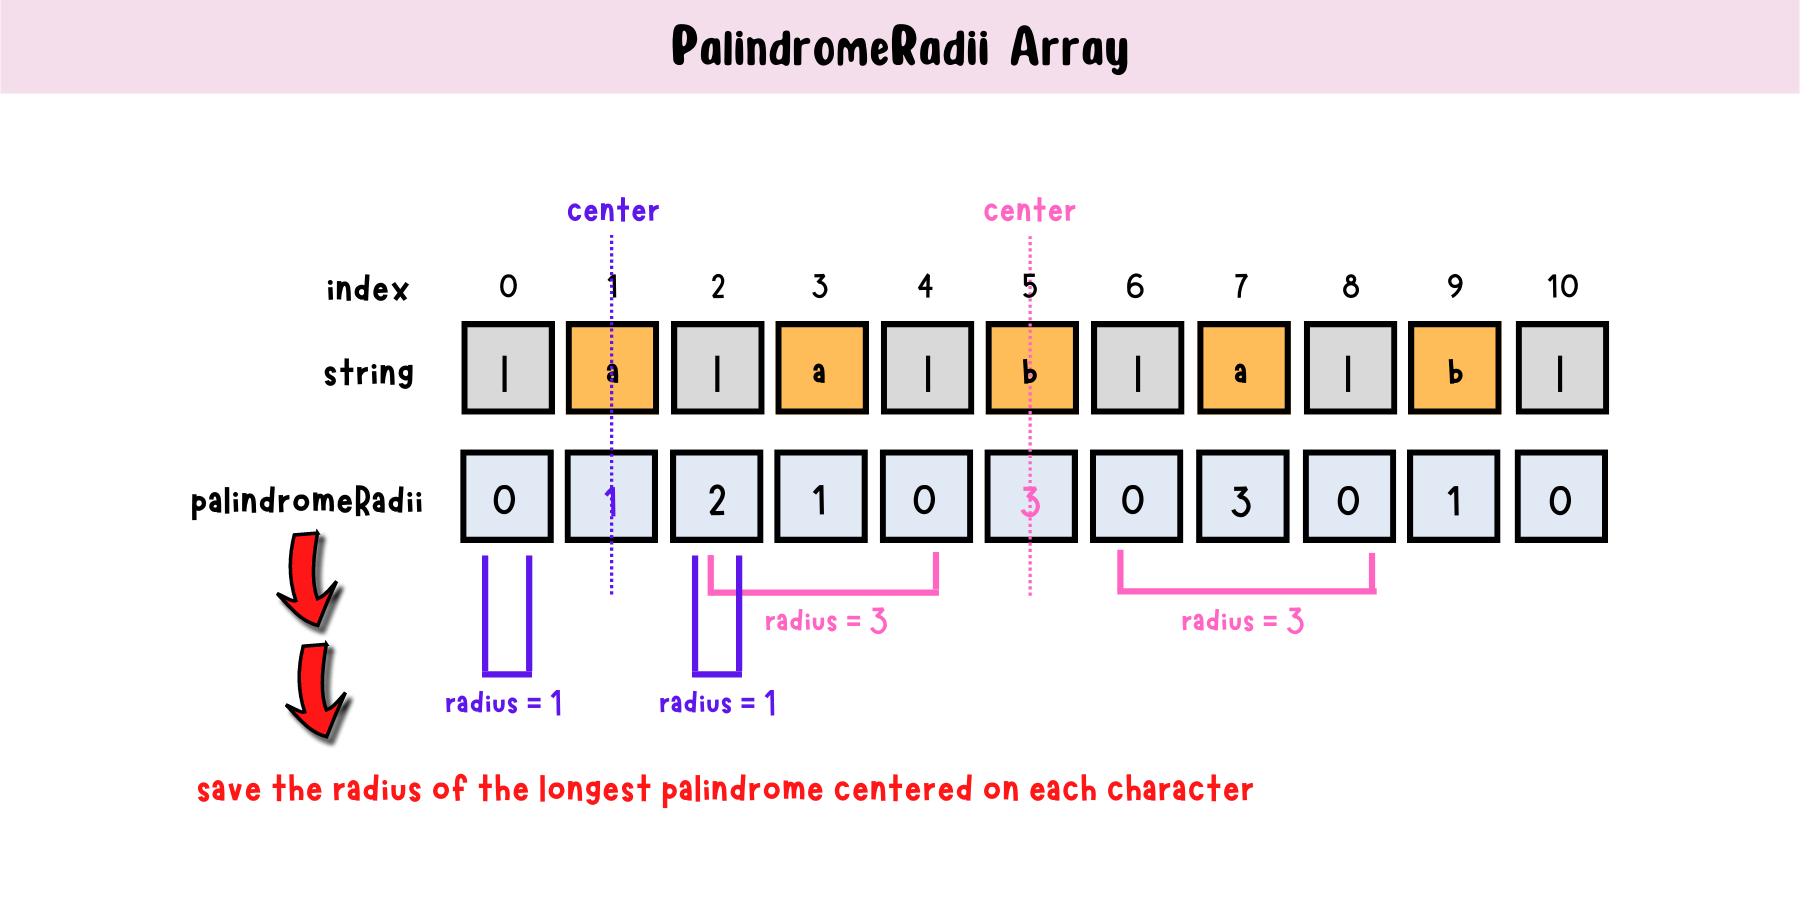 PalindromeRadii Array
center center
index 0 1 2 3 4 5 6 7 8 9 10
string | a | a | b | a | b |
palindromeRadii 0 1 2 1 0 3 0 3 0 1 0
radius = 3 radius = 3
radius = 1 radius = 1
save the radius of the longest palindrome centered on each character